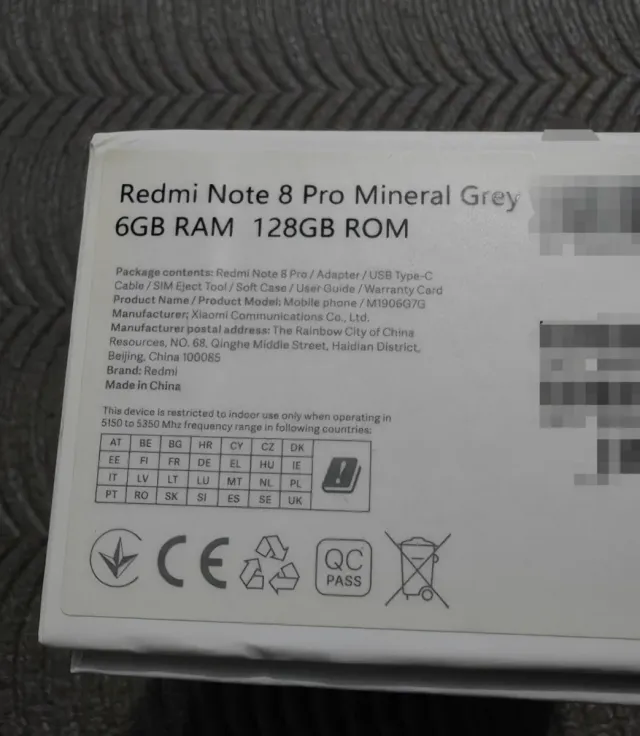 Redmi Note 8 Pro Mineral Grey
6GB RAM 128GB ROM
Package contents: Redmi Note 8 Pro / Adapter / USB Type-C
Cable / SIM Eject Tool / Soft Case / User Guide / Warranty Card
Product Name / Product Model: Mobile phone / M1906G7G
Manufacturer: Xiaomi Communications Co., Ltd.
Manufacturer postal address: The Rainbow City of China
Resources, NO. 68, Qinghe Middle Street, Haidian District,
Beijing, China 100085
Brand: Redmi
Made in China
This device is restricted to indoor use only when operating in
5150 to 5350 Mhz frequency range in following countries:
AT BE BG HR CY CZ DK
EE FI FR DE EL HU IE
IT LV LT LU MT NL PL
PT RO SK SI ES SE UK
CE
QC
PASS